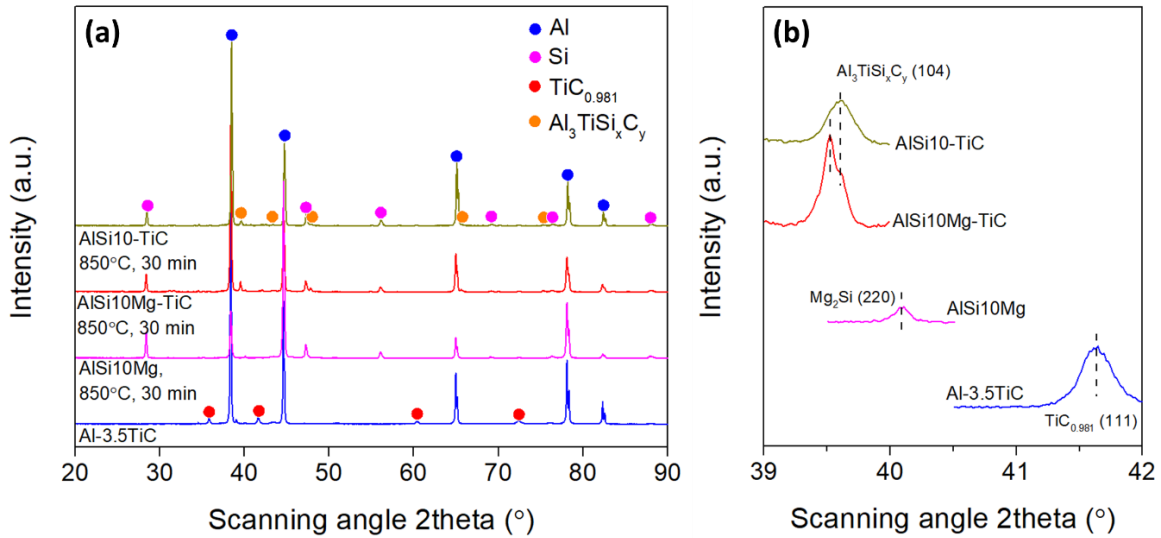 (a)
Al
Si
TiC0.981
Al3TiSixCy
AlSi10-TiC
850°C, 30 min
AlSi10Mg-TiC
850°C, 30 min
AlSi10Mg,
850°C, 30 min
Al-3.5TiC
20 30 40 50 60 70 80 90
Scanning angle 2theta (°)
Intensity (a.u.)
(b)
Al3TiSixCy (104)
AlSi10-TiC
AlSi10Mg-TiC
Mg2Si (220)
AlSi10Mg
Al-3.5TiC
TiC0.981 (111)
39 40 41 42
Scanning angle 2theta (°)
Intensity (a.u.)